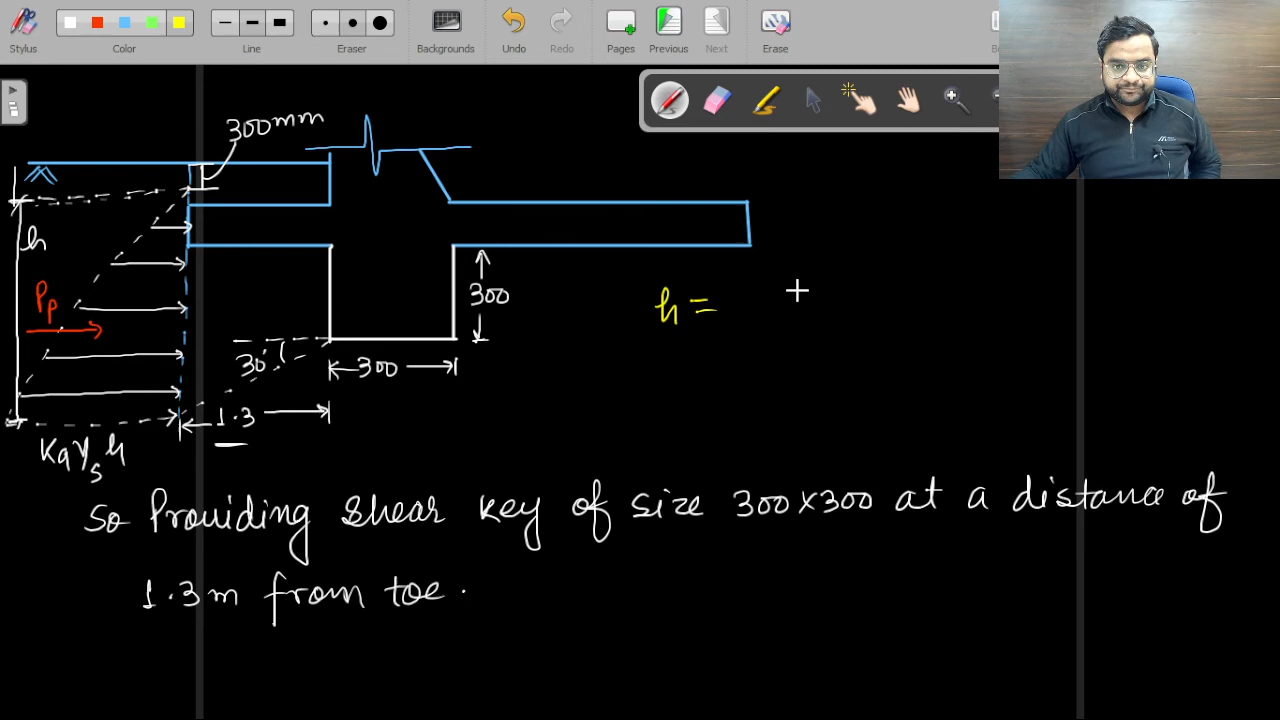 Stylus
Color
Line
Eraser
Backgrounds
Undo
Redo
Pages
Previous
Next
Erase
300mm
h
Pp
300
h =
30°
300
1.3
Kaγsh
So Providing shear key of size 300×300 at a distance of
1.3m from toe.